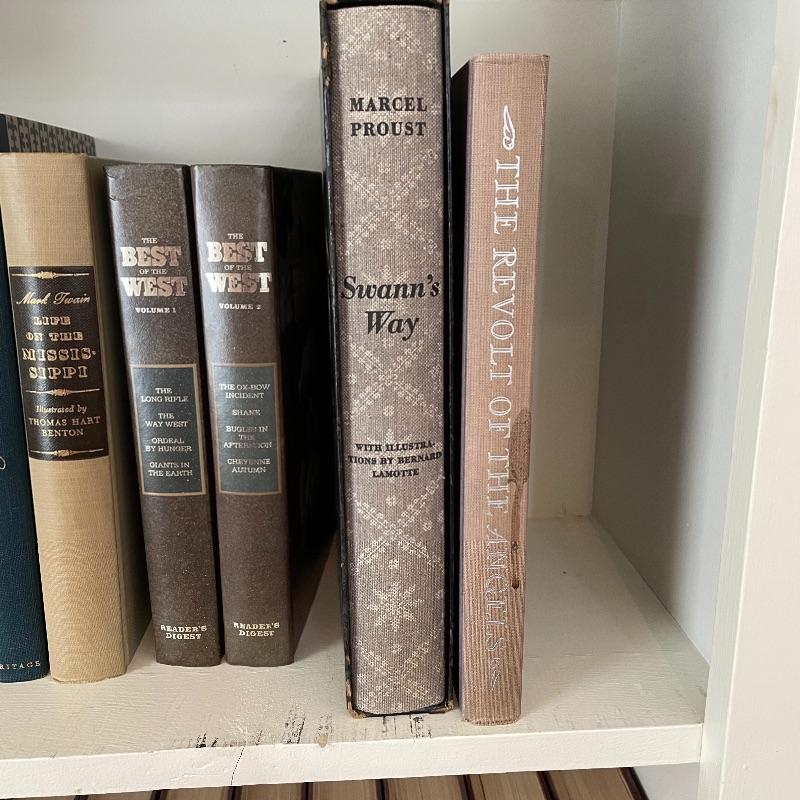 RITAGE
Mark Twain
LIFE
ON THE
MISSIS-
SIPPI
Illustrated by
THOMAS HART
BENTON
THE
BEST
OF THE
WEST
VOLUME 1
THE
LONG RIFLE
THE
WAY WEST
ORDEAL
BY HUNGER
GIANTS IN
THE EARTH
READER'S
DIGEST
THE
BEST
OF THE
WEST
VOLUME 2
THE OX-BOW
INCIDENT
SHANE
BUGLES IN
THE
AFTERNOON
CHEYENNE
AUTUMN
READER'S
DIGEST
MARCEL
PROUST
Swann's
Way
WITH ILLUSTRA-
TIONS BY BERNARD
LAMOTTE
THE REVOLT OF THE ANGELS